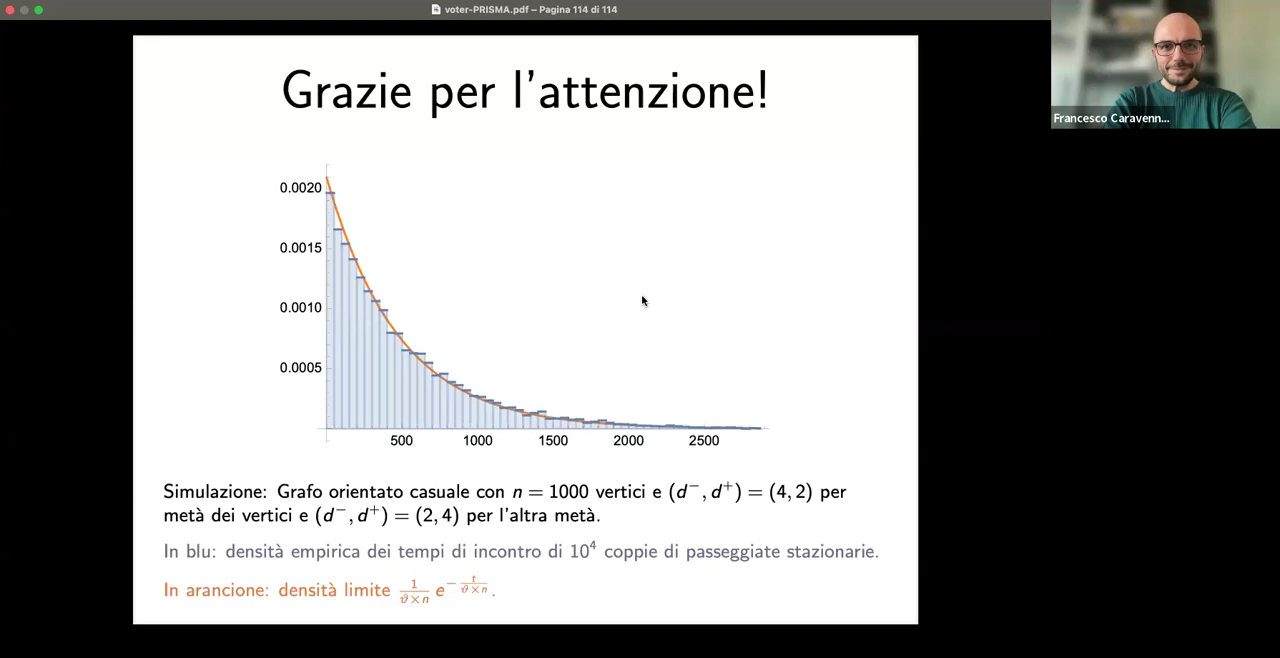 voter-PRISMA.pdf – Pagina 114 di 114
Francesco Caravenn...
Grazie per l'attenzione!
0.0020
0.0015
0.0010
0.0005
500 1000 1500 2000 2500
Simulazione: Grafo orientato casuale con n = 1000 vertici e (d⁻, d⁺) = (4, 2) per
metà dei vertici e (d⁻, d⁺) = (2, 4) per l'altra metà.
In blu: densità empirica dei tempi di incontro di 10⁴ coppie di passeggiate stazionarie.
In arancione: densità limite 1/(ϑ×n) e^(−t/(ϑ×n)).